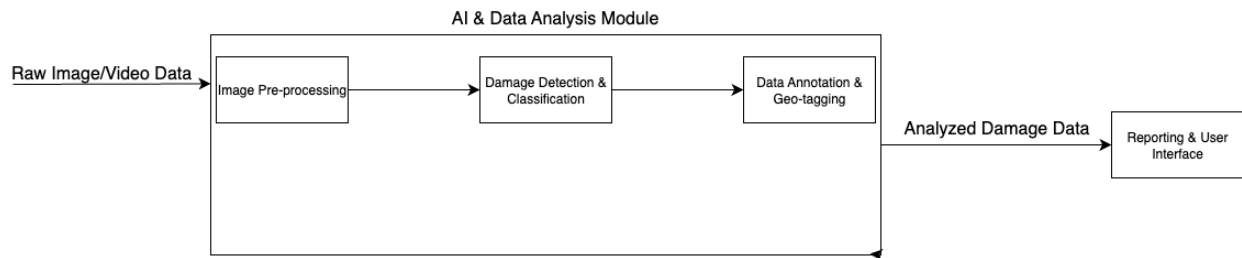 AI & Data Analysis Module
Raw Image/Video Data
Image Pre-processing
Damage Detection &
Classification
Data Annotation &
Geo-tagging
Analyzed Damage Data
Reporting & User
Interface